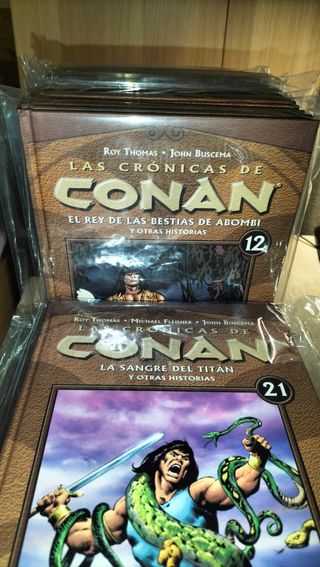 ROY THOMAS • JOHN BUSCEMA
LAS CRÓNICAS DE
CONAN
EL REY DE LAS BESTIAS DE ABOMBI
Y OTRAS HISTORIAS
12
ROY THOMAS • MICHAEL FLEISHER • JOHN BUSCEMA
LAS CRÓNICAS DE
CONAN
LA SANGRE DEL TITÁN
Y OTRAS HISTORIAS
21